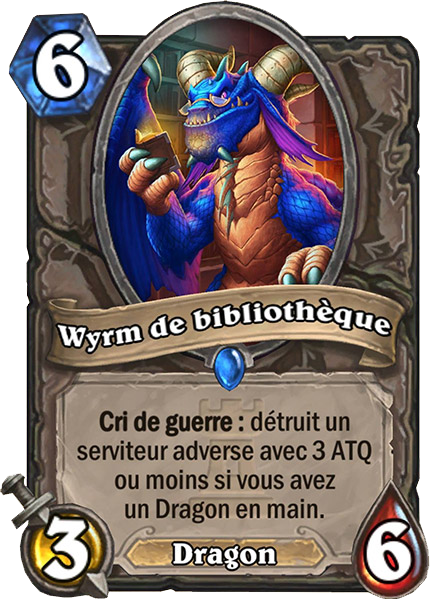 6
Wyrm de bibliothèque
Cri de guerre : détruit un
serviteur adverse avec 3 ATQ
ou moins si vous avez
un Dragon en main.
Dragon
3
6